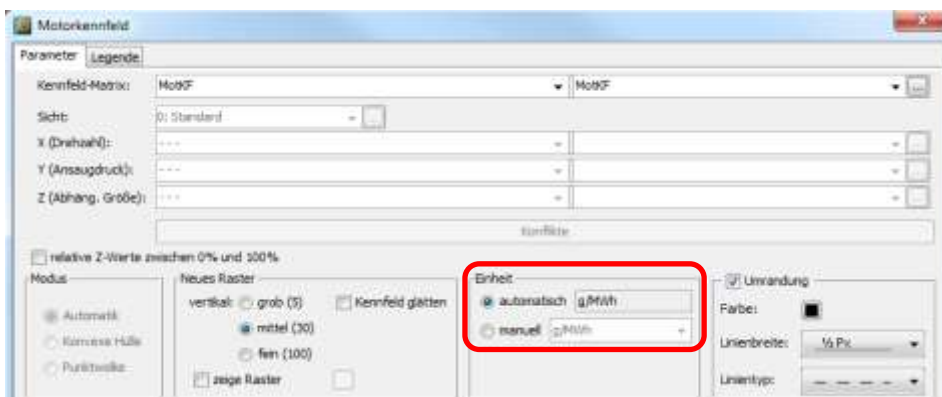 Motorkennfeld
Parameter Legende
Kennfeld-Matrix: MotKF MotKF ...
Sicht: 0: Standard ...
X (Drehzahl): - - - ...
Y (Ansaugdruck): - - - ...
Z (Abhäng. Größe): - - - ...
Konflikte
relative Z-Werte zwischen 0% und 100%
Modus Neues Raster Einheit Umrandung
vertikal: grob (5) Kennfeld glätten automatisch g/MWh Farbe:
Automatik mittel (30) manuell g/MWh
Konvexe Hülle fein (100) Linienbreite: ½ Px
Punktwolke zeige Raster Linientyp: